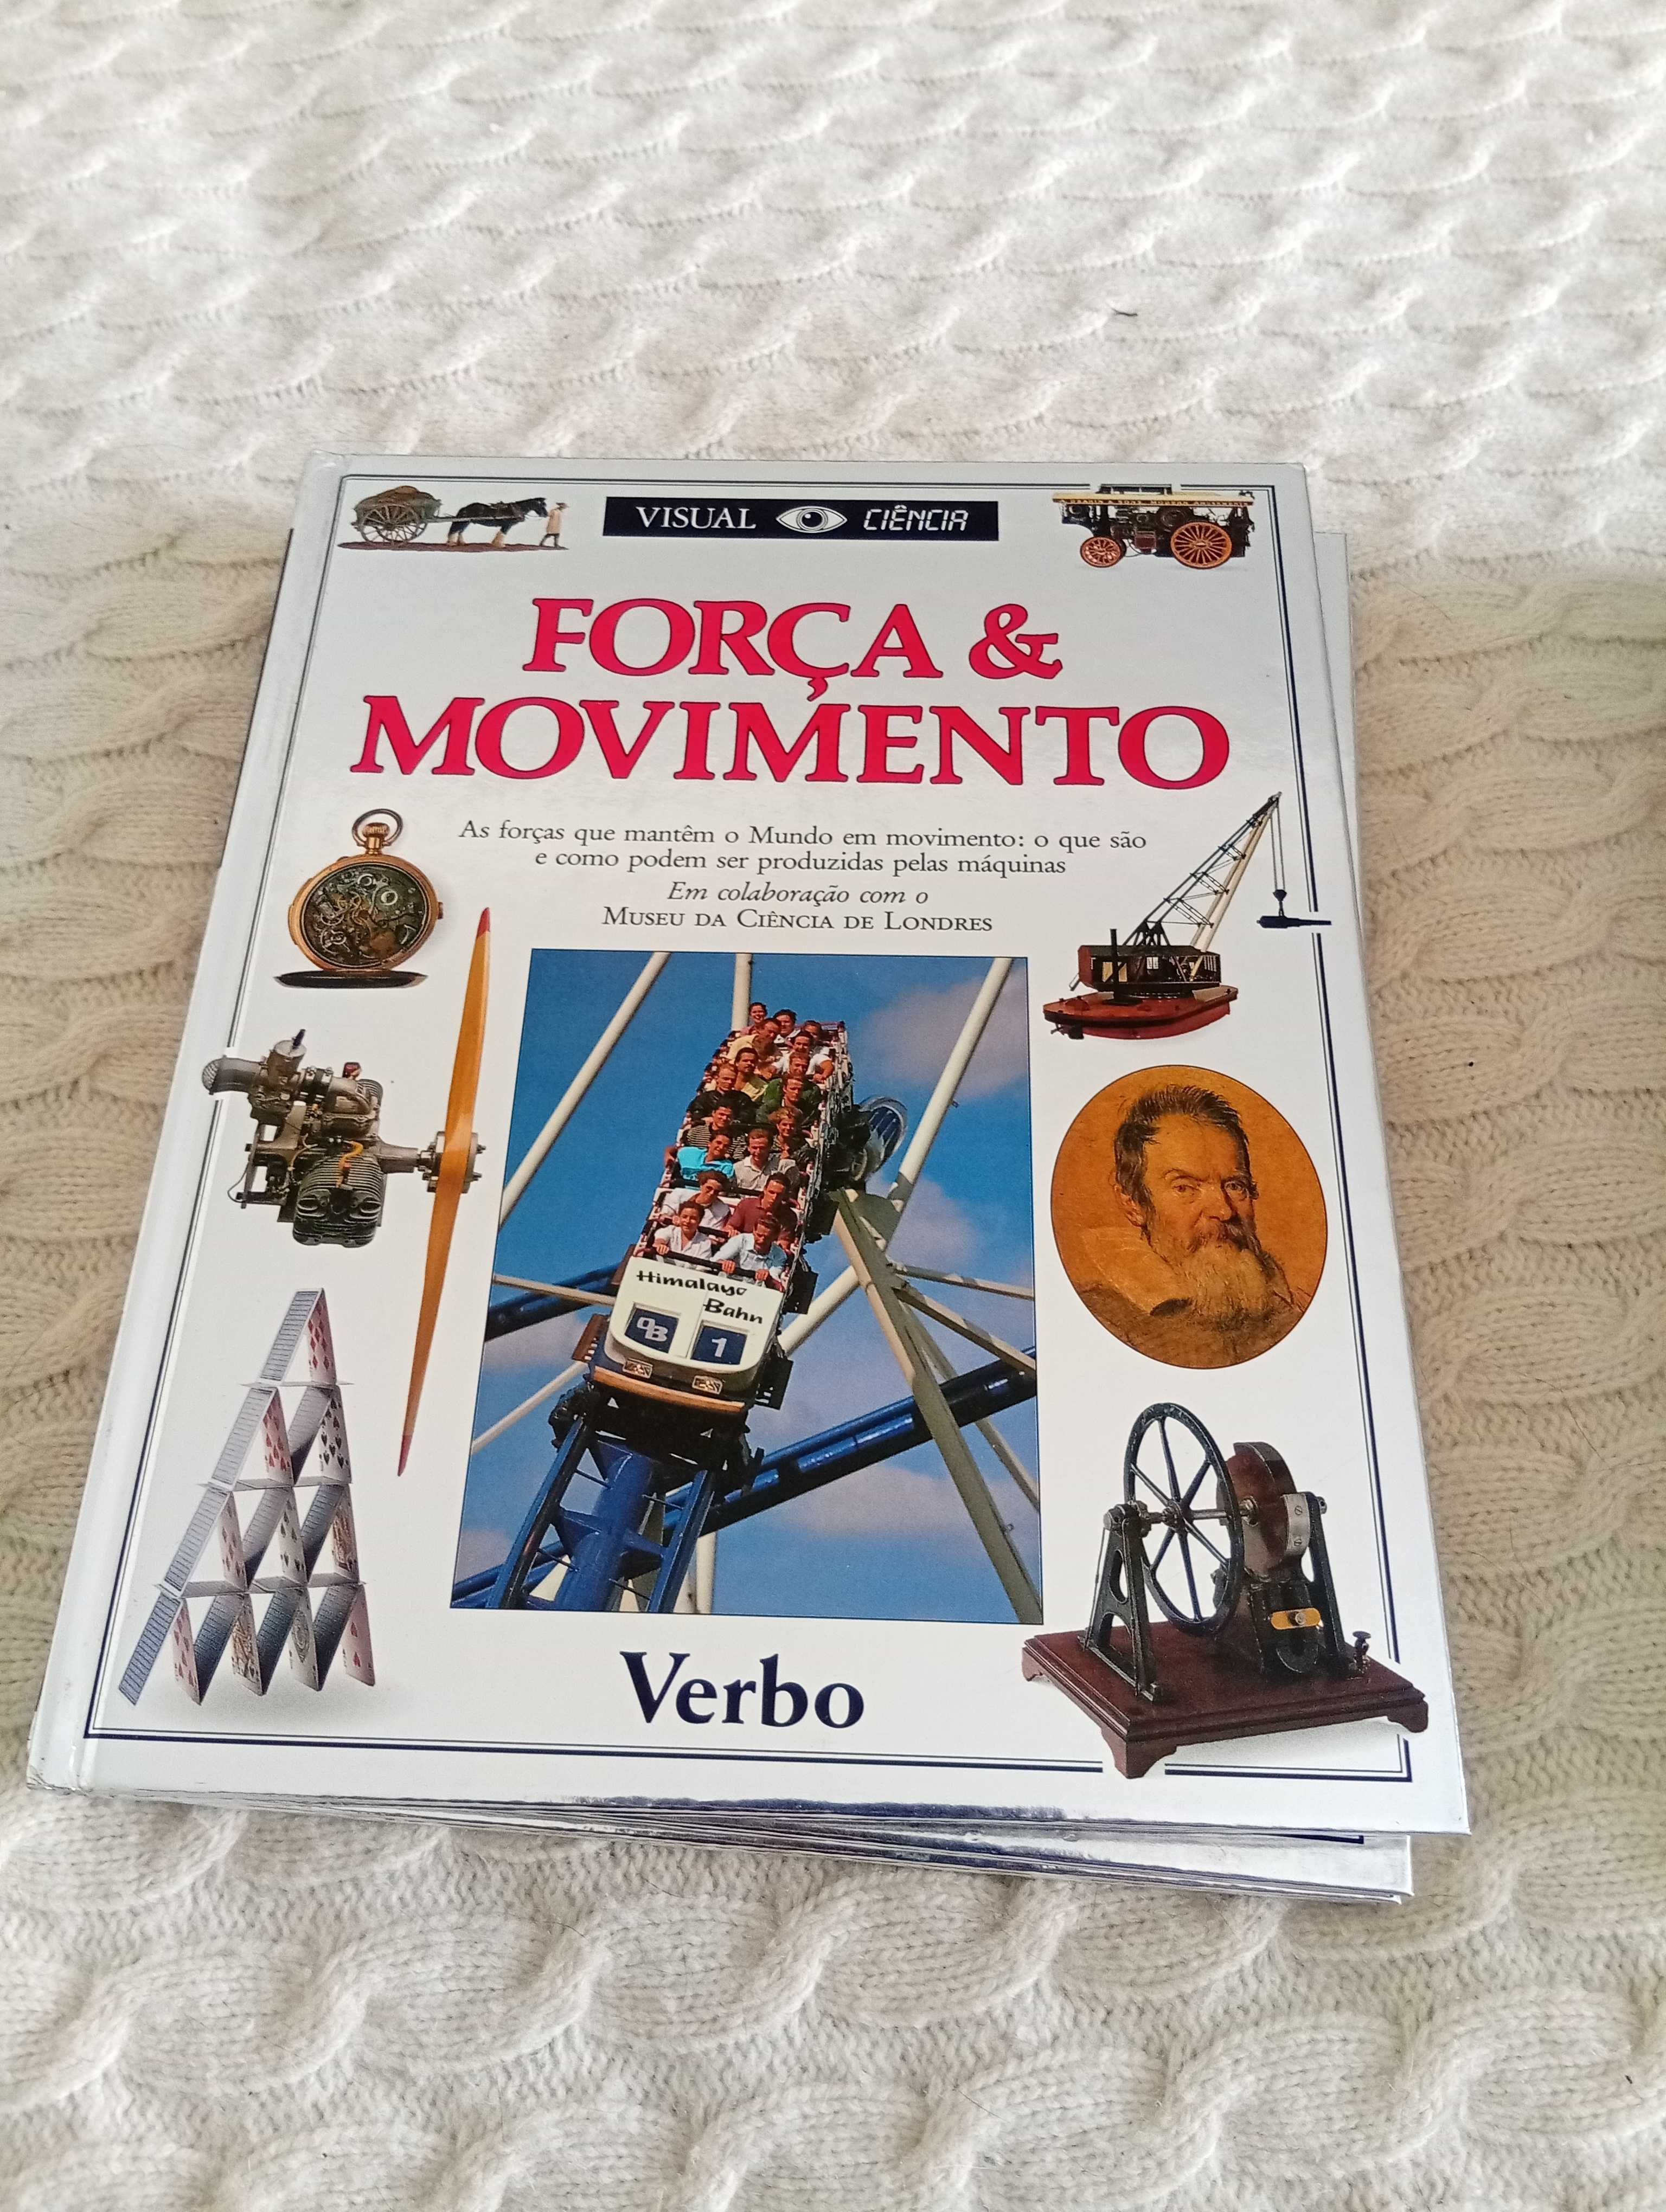 VISUAL CIÊNCIA
FORÇA &
MOVIMENTO
As forças que mantêm o Mundo em movimento: o que são
e como podem ser produzidas pelas máquinas
Em colaboração com o
MUSEU DA CIÊNCIA DE LONDRES
Himalaya
Bahn
OB 1
Verbo